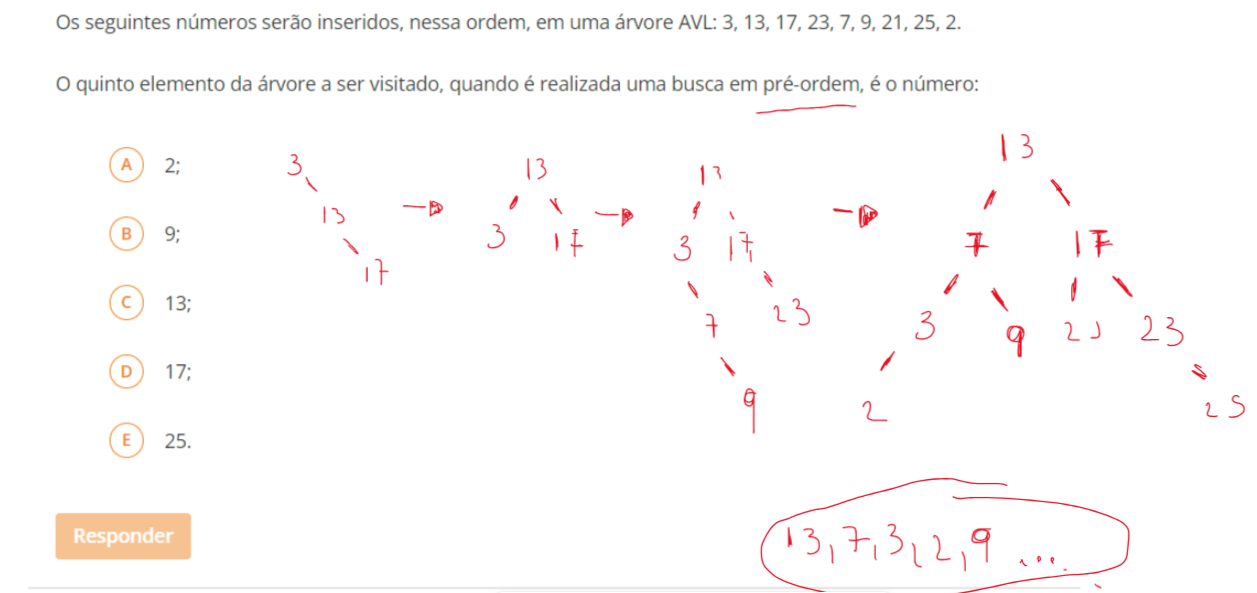 Os seguintes números serão inseridos, nessa ordem, em uma árvore AVL: 3, 13, 17, 23, 7, 9, 21, 25, 2.
O quinto elemento da árvore a ser visitado, quando é realizada uma busca em pré-ordem, é o número:
A 2;
B 9;
C 13;
D 17;
E 25.
3
13
17
13
3 17
13
3 17
7 23
9
13
7 17
3 9 21 23
2 25
Responder
13, 7, 3, 2, 9 ...